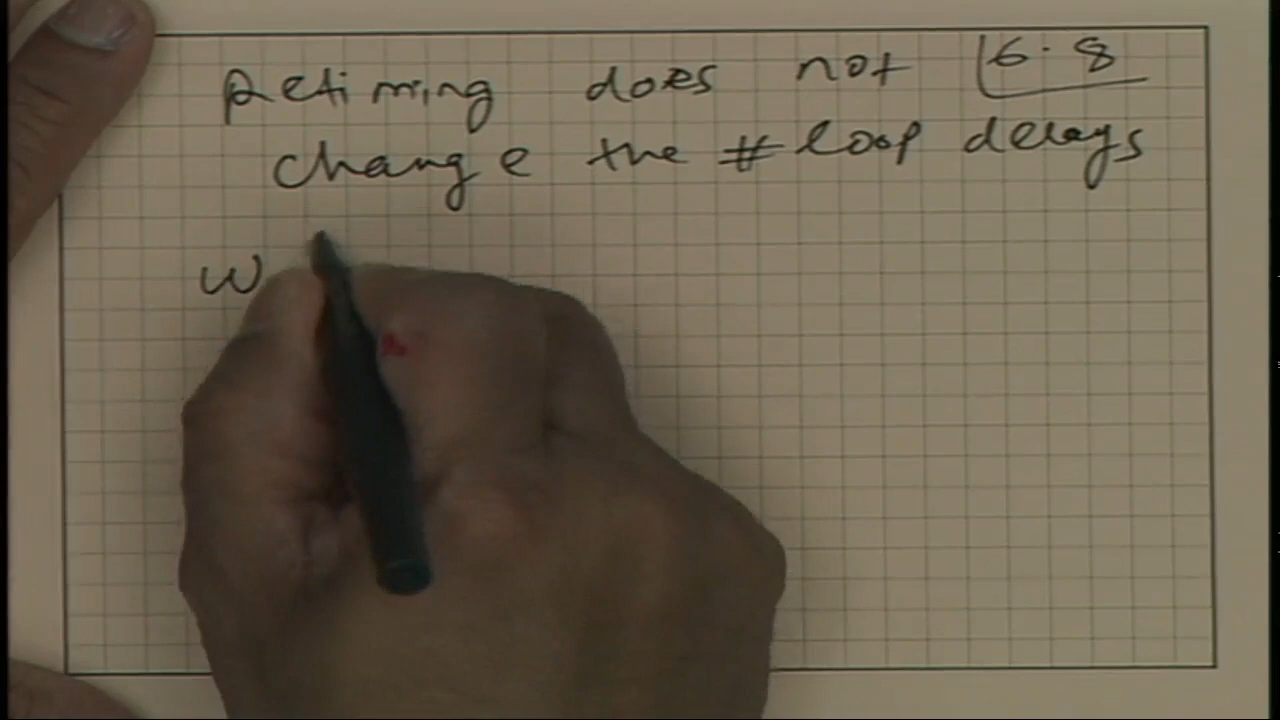 Retiming does not 6.8
change the # loop delays
w